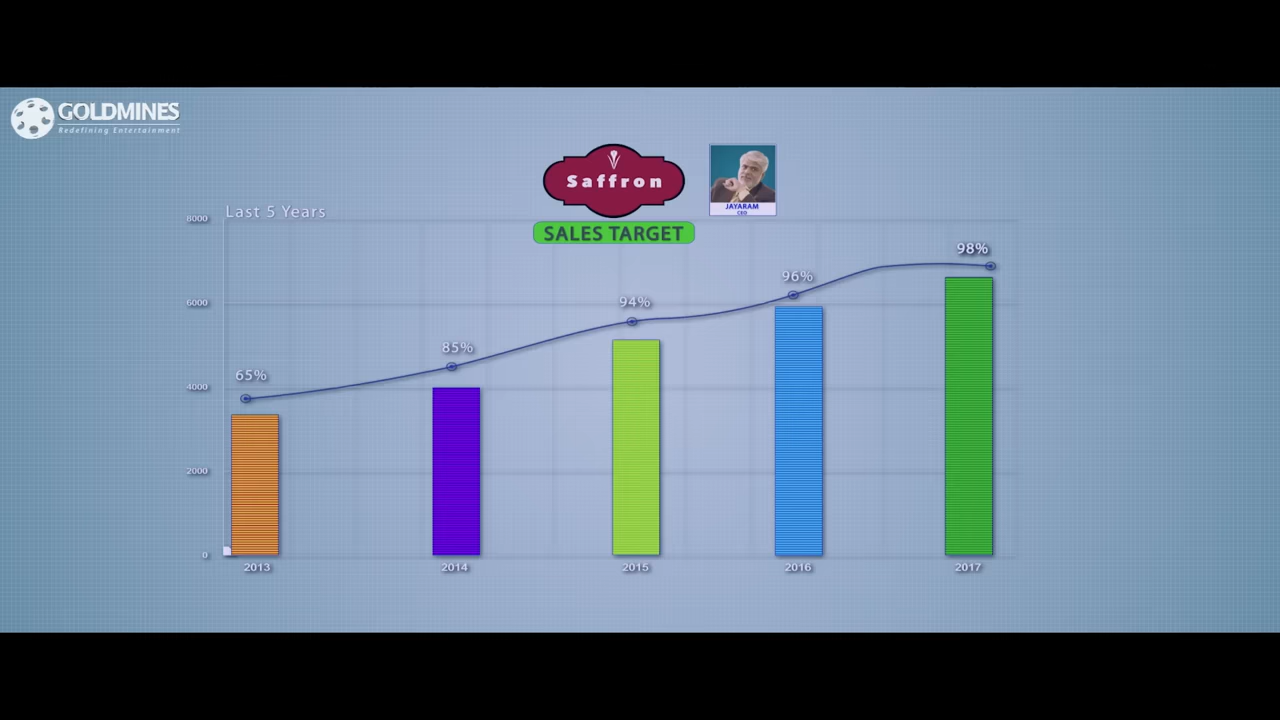 GOLDMINES
Redefining Entertainment
Saffron
JAYARAM
CEO
SALES TARGET
Last 5 Years
8000
6000
4000
2000
0
65%
85%
94%
96%
98%
2013
2014
2015
2016
2017